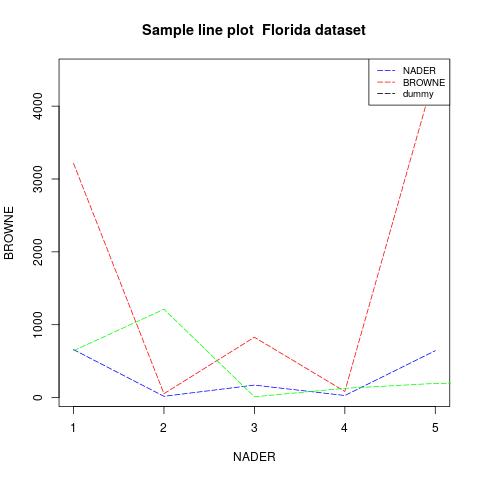 Sample line plot  Florida dataset
NADER
BROWNE
dummy
4000
3000
2000
1000
0
BROWNE
1 2 3 4 5
NADER